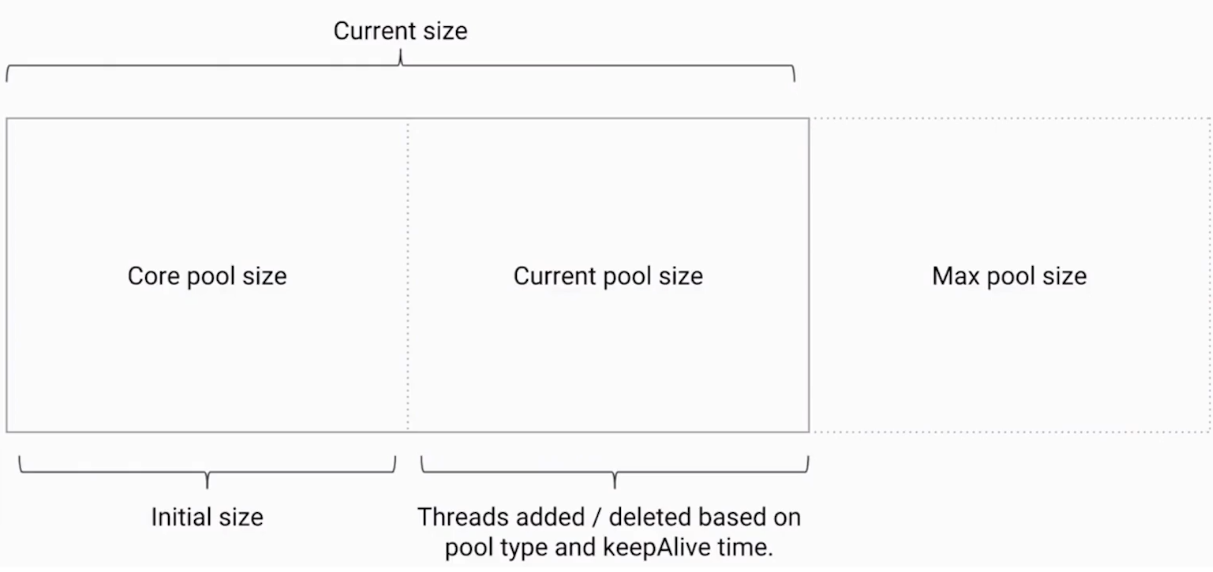 Current size
Core pool size
Current pool size
Max pool size
Initial size
Threads added / deleted based on
pool type and keepAlive time.